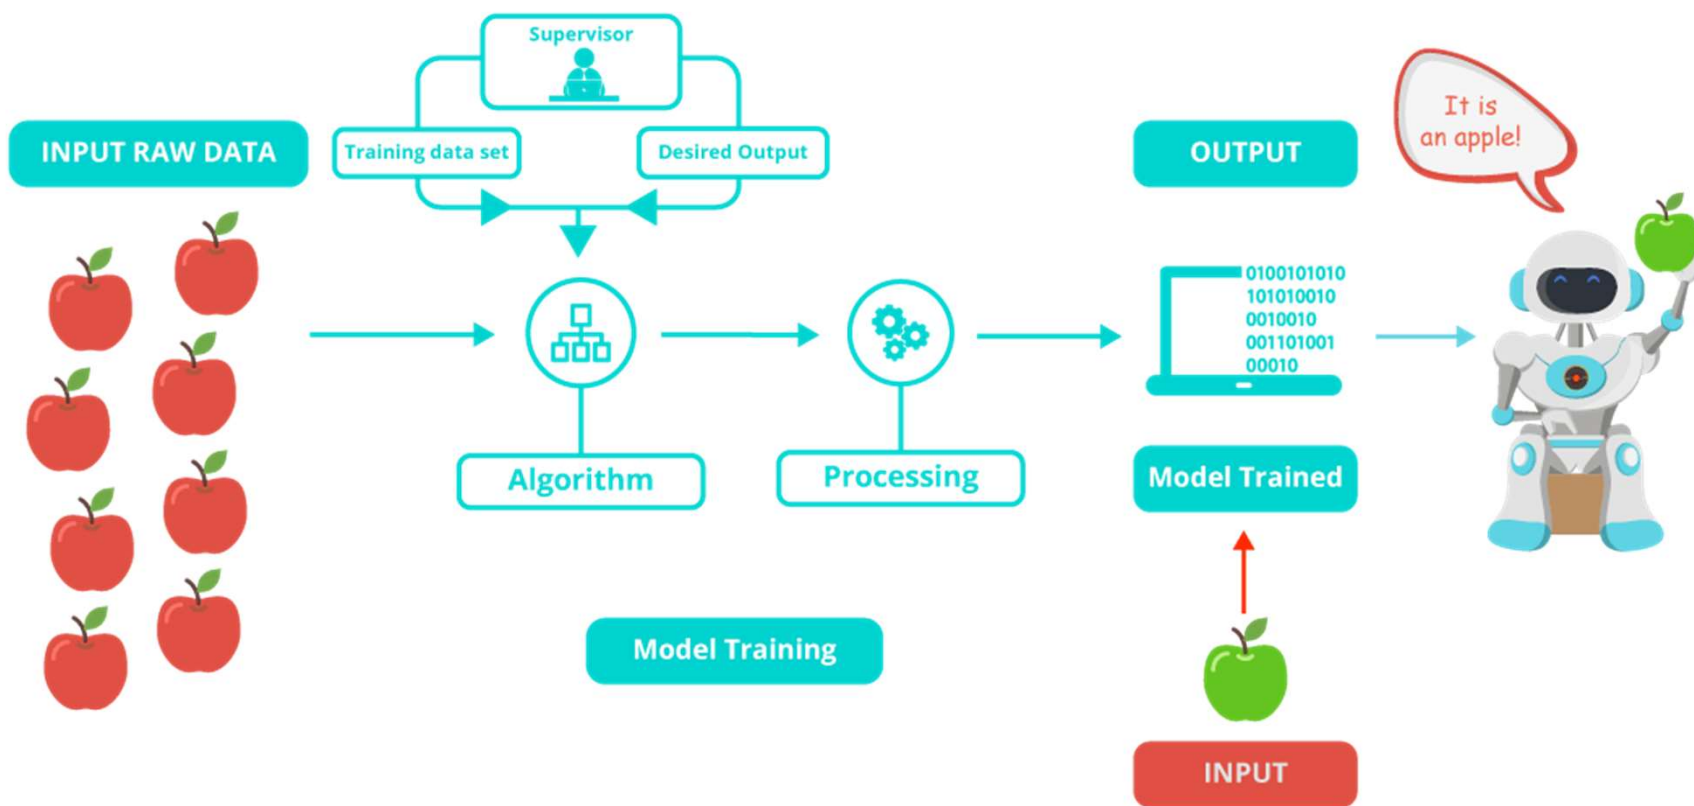 Supervisor
INPUT RAW DATA
Training data set
Desired Output
OUTPUT
It is
an apple!
0100101010
101010010
0010010
001101001
00010
Algorithm
Processing
Model Trained
Model Training
INPUT